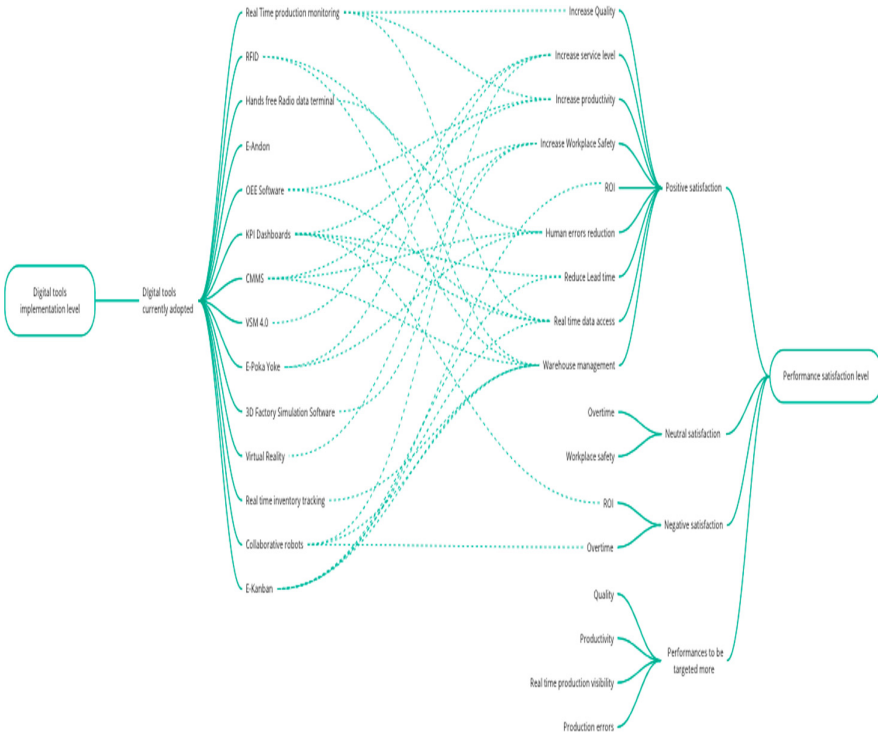 Digital tools
implementation level
Digital tools
currently adopted
Real Time production monitoring
RFID
Hands free Radio data terminal
E-Andon
OEE Software
KPI Dashboards
CMMS
VSM 4.0
E-Poka Yoke
3D Factory Simulation Software
Virtual Reality
Real time inventory tracking
Collaborative robots
E-Kanban
Increase Quality
Increase service level
Increase productivity
Increase Workplace Safety
ROI
Human errors reduction
Reduce Lead time
Real time data access
Warehouse management
Overtime
Workplace safety
ROI
Overtime
Quality
Productivity
Real time production visibility
Production errors
Positive satisfaction
Neutral satisfaction
Negative satisfaction
Performances to be
targeted more
Performance satisfaction level